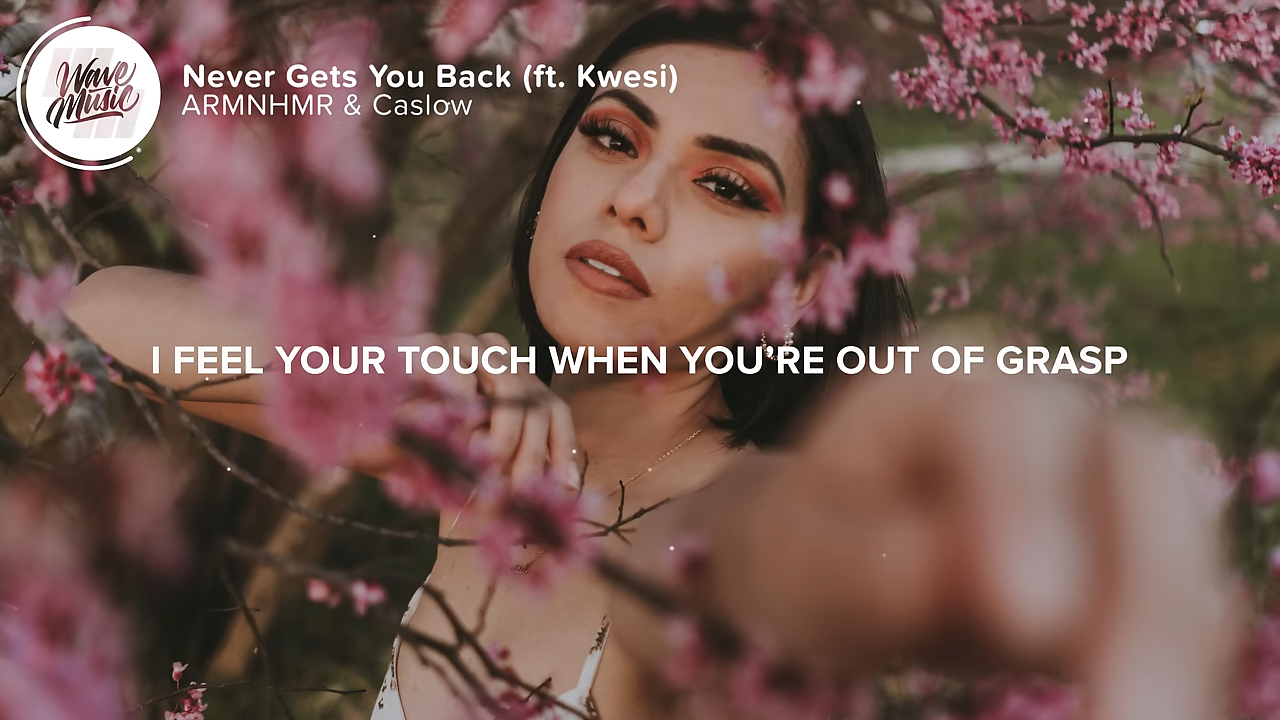 Wave
Music
Never Gets You Back (ft. Kwesi)
ARMNHMR & Caslow
I FEEL YOUR TOUCH WHEN YOU'RE OUT OF GRASP